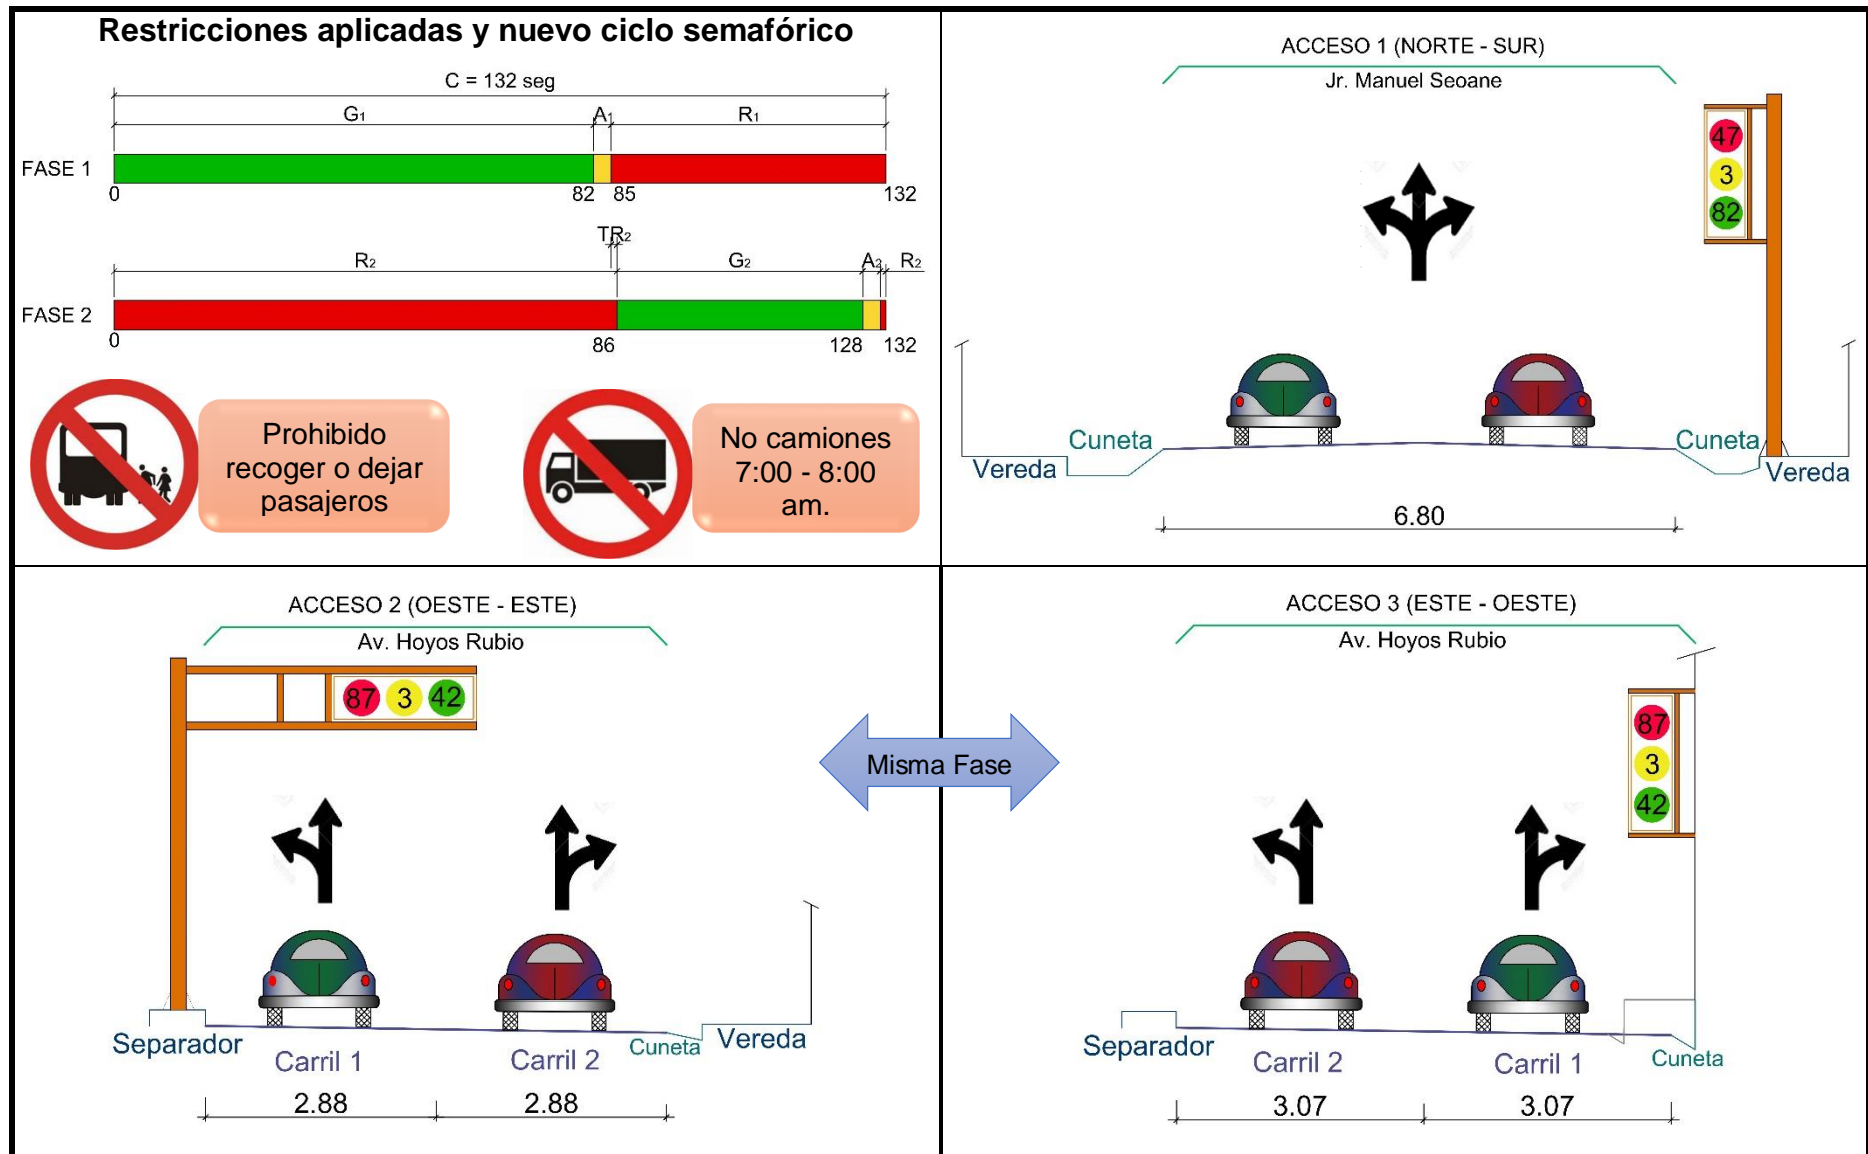 Restricciones aplicadas y nuevo ciclo semafórico
C = 132 seg
G1 A1 R1
FASE 1
0 82 85 132
TR2
R2 G2 A2 R2
FASE 2
0 86 128 132
Prohibido
recoger o dejar
pasajeros
No camiones
7:00 - 8:00
am.
ACCESO 1 (NORTE - SUR)
Jr. Manuel Seoane
47
3
82
Cuneta
Vereda
Cuneta
Vereda
6.80
ACCESO 2 (OESTE - ESTE)
Av. Hoyos Rubio
87 3 42
Separador
Carril 1
Carril 2
Cuneta
Vereda
2.88 2.88
Misma Fase
ACCESO 3 (ESTE - OESTE)
Av. Hoyos Rubio
87
3
42
Separador
Carril 2
Carril 1
Cuneta
3.07 3.07